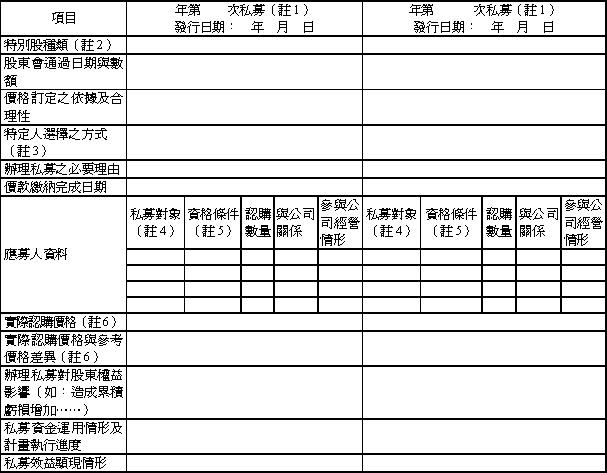 項目
年第　　次私募（註1）
發行日期：　年　月　日
年第　　次私募（註1）
發行日期：　年　月　日
特別股種類（註2）
股東會通過日期與數
額
價格訂定之依據及合
理性
特定人選擇之方式
（註3）
辦理私募之必要理由
價款繳納完成日期
應募人資料
私募對象
（註4）
資格條件
（註5）
認購
數量
與公司
關係
參與公
司經營
情形
私募對象
（註4）
資格條件
（註5）
認購
數量
與公司
關係
參與公
司經營
情形
實際認購價格（註6）
實際認購價格與參考
價格差異（註6）
辦理私募對股東權益
影響（如：造成累積
虧損增加……）
私募資金運用情形及
計畫執行進度
私募效益顯現情形